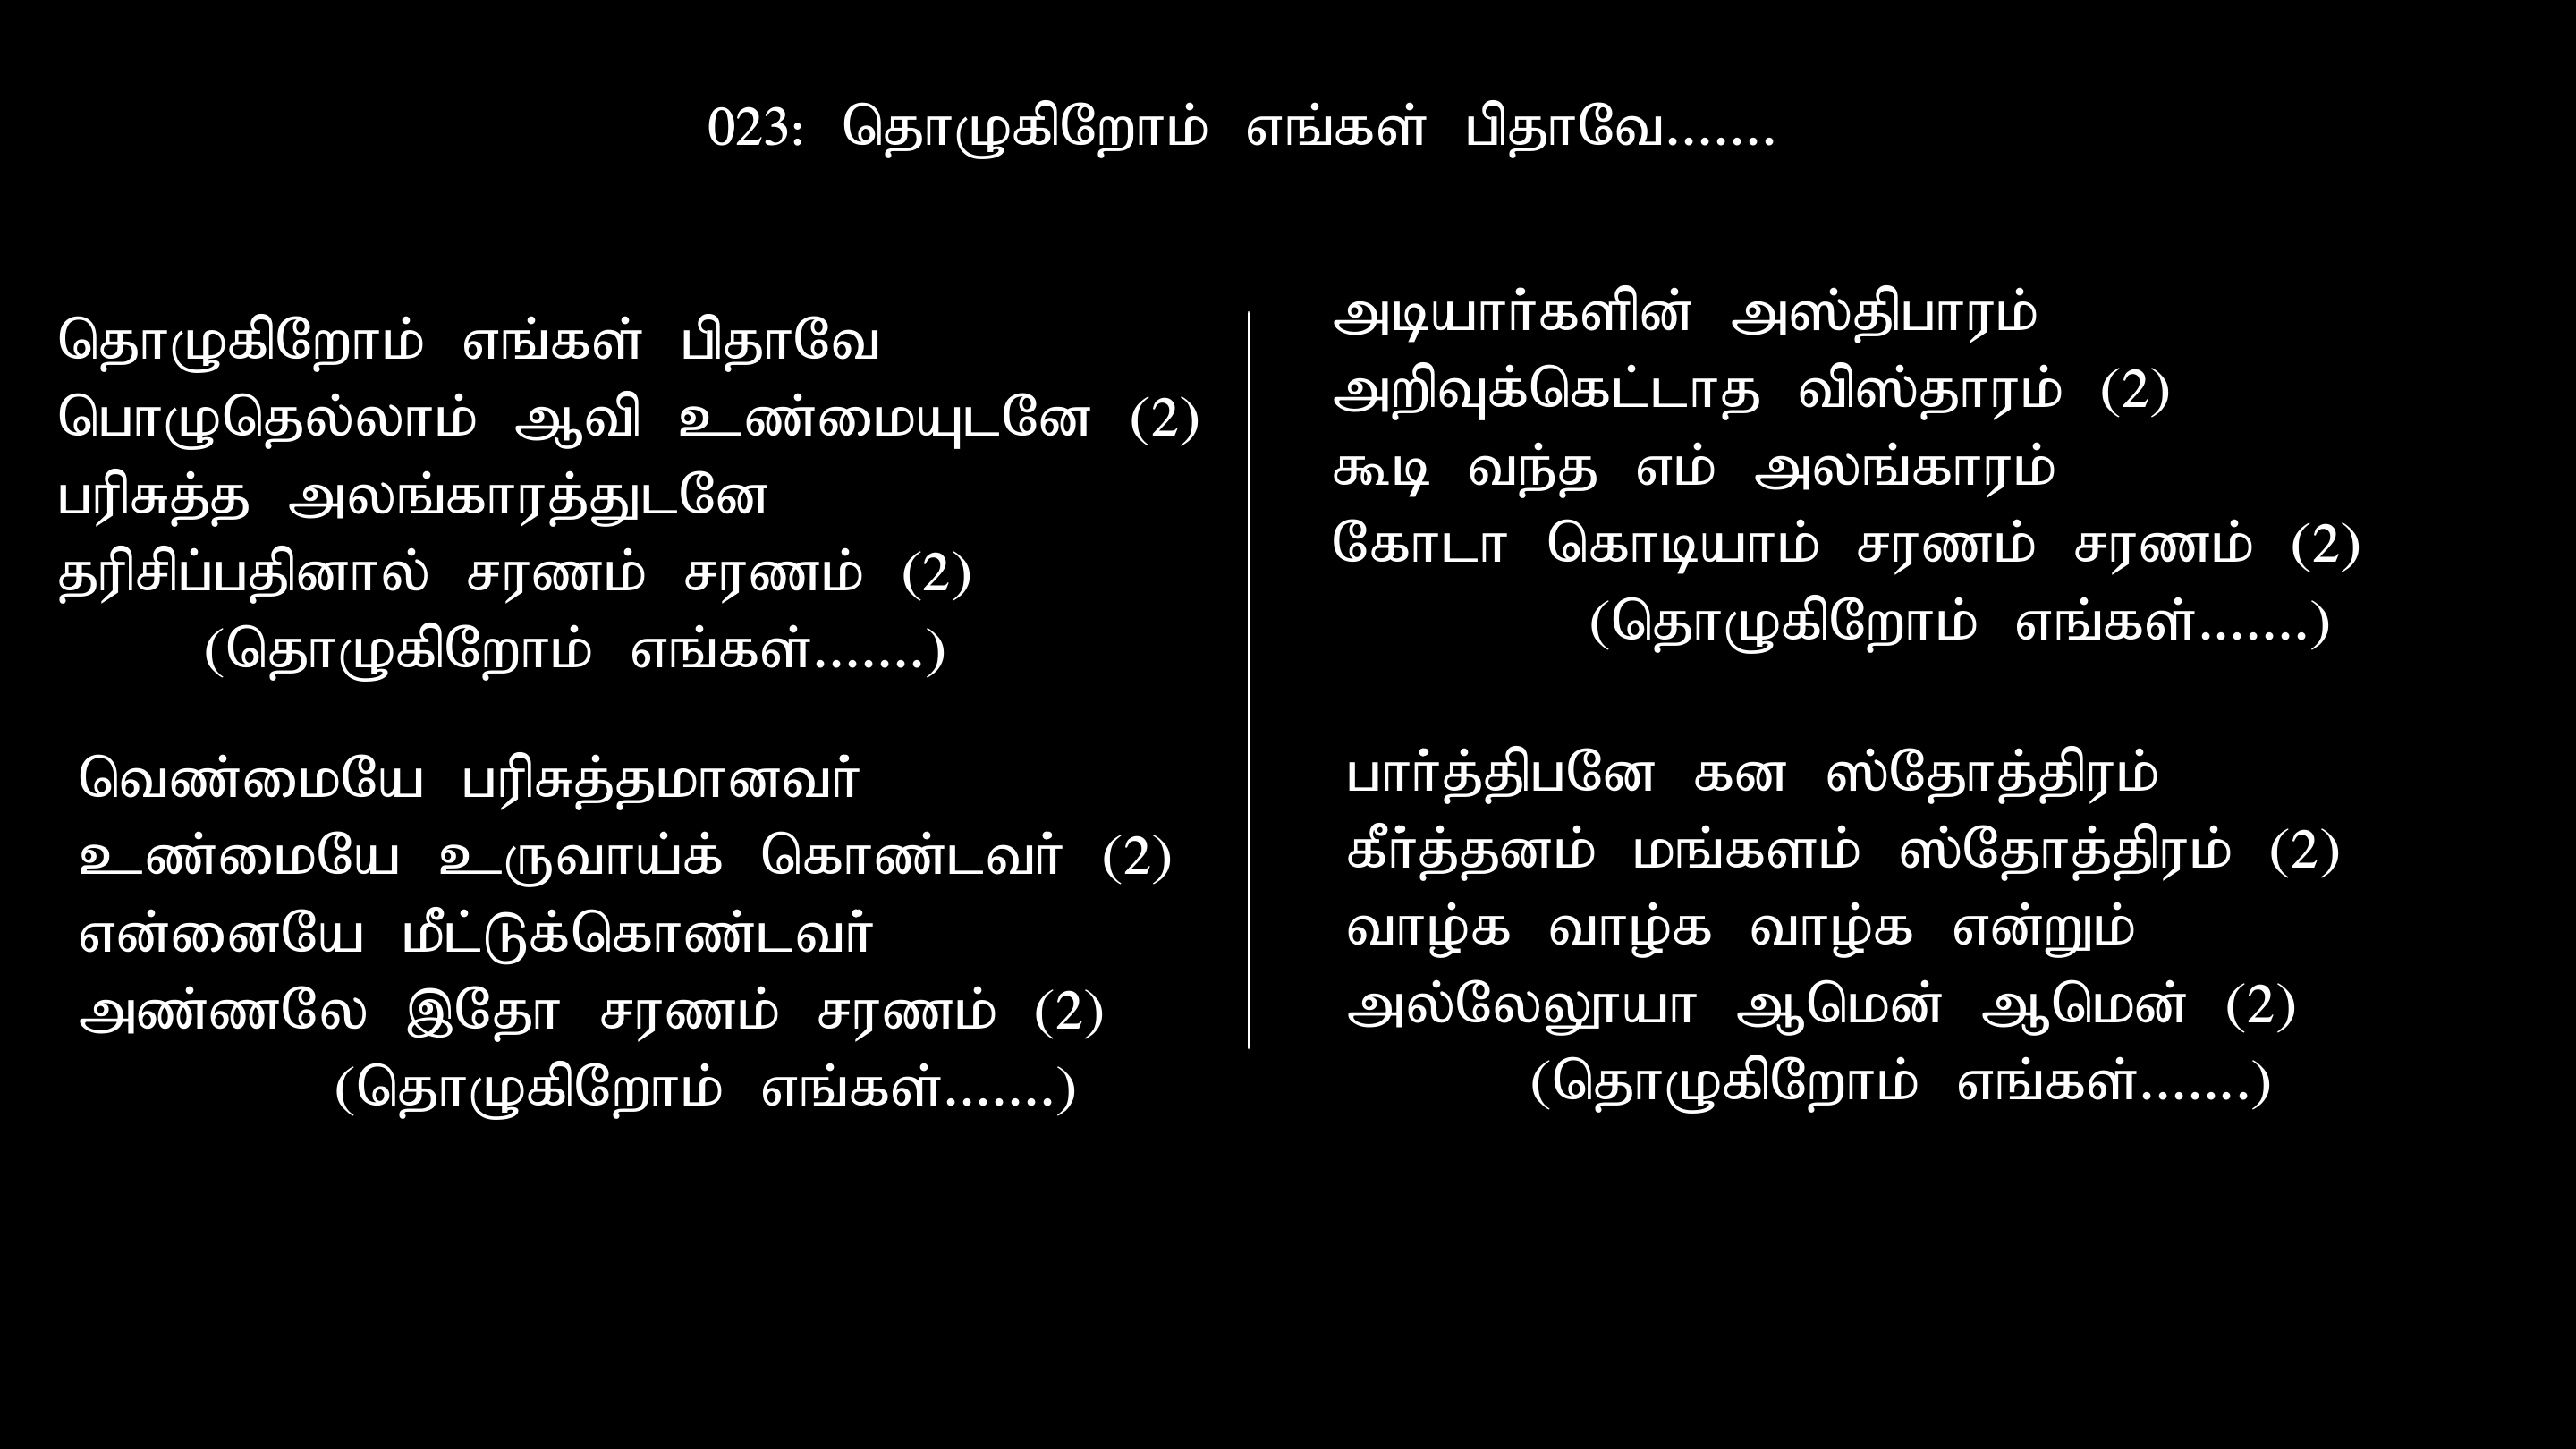 023: தொழுகிறோம் எங்கள் பிதாவே.......
தொழுகிறோம் எங்கள் பிதாவே
பொழுதெல்லாம் ஆவி உண்மையுடனே (2)
பரிசுத்த அலங்காரத்துடனே
தரிசிப்பதினால் சரணம் சரணம் (2)
(தொழுகிறோம் எங்கள்.......)
வெண்மையே பரிசுத்தமானவர்
உண்மையே உருவாய்க் கொண்டவர் (2)
என்னையே மீட்டுக்கொண்டவர்
அண்ணலே இதோ சரணம் சரணம் (2)
(தொழுகிறோம் எங்கள்.......)
அடியார்களின் அஸ்திபாரம்
அறிவுக்கெட்டாத விஸ்தாரம் (2)
கூடி வந்த எம் அலங்காரம்
கோடா கொடியாம் சரணம் சரணம் (2)
(தொழுகிறோம் எங்கள்.......)
பார்த்திபனே கன ஸ்தோத்திரம்
கீர்த்தனம் மங்களம் ஸ்தோத்திரம் (2)
வாழ்க வாழ்க வாழ்க என்றும்
அல்லேலூயா ஆமென் ஆமென் (2)
(தொழுகிறோம் எங்கள்.......)